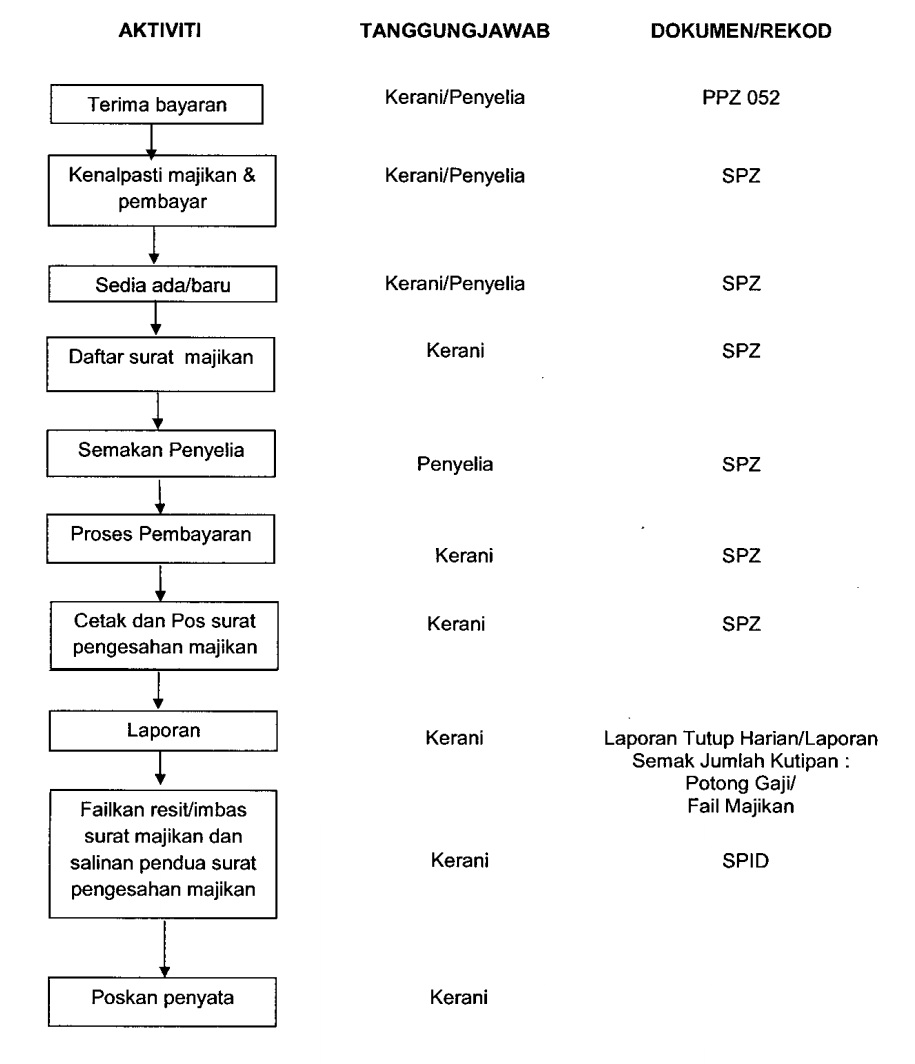 AKTIVITI TANGGUNGJAWAB DOKUMEN/REKOD
Terima bayaran Kerani/Penyelia PPZ 052
Kenalpasti majikan & Kerani/Penyelia SPZ
pembayar
Sedia ada/baru Kerani/Penyelia SPZ
Daftar surat majikan Kerani SPZ
Semakan Penyelia Penyelia SPZ
Proses Pembayaran Kerani SPZ
Cetak dan Pos surat Kerani SPZ
pengesahan majikan
Laporan Kerani Laporan Tutup Harian/Laporan
Semak Jumlah Kutipan :
Potong Gaji/
Fail Majikan
Failkan resit/imbas
surat majikan dan
salinan pendua surat Kerani SPID
pengesahan majikan
Poskan penyata Kerani